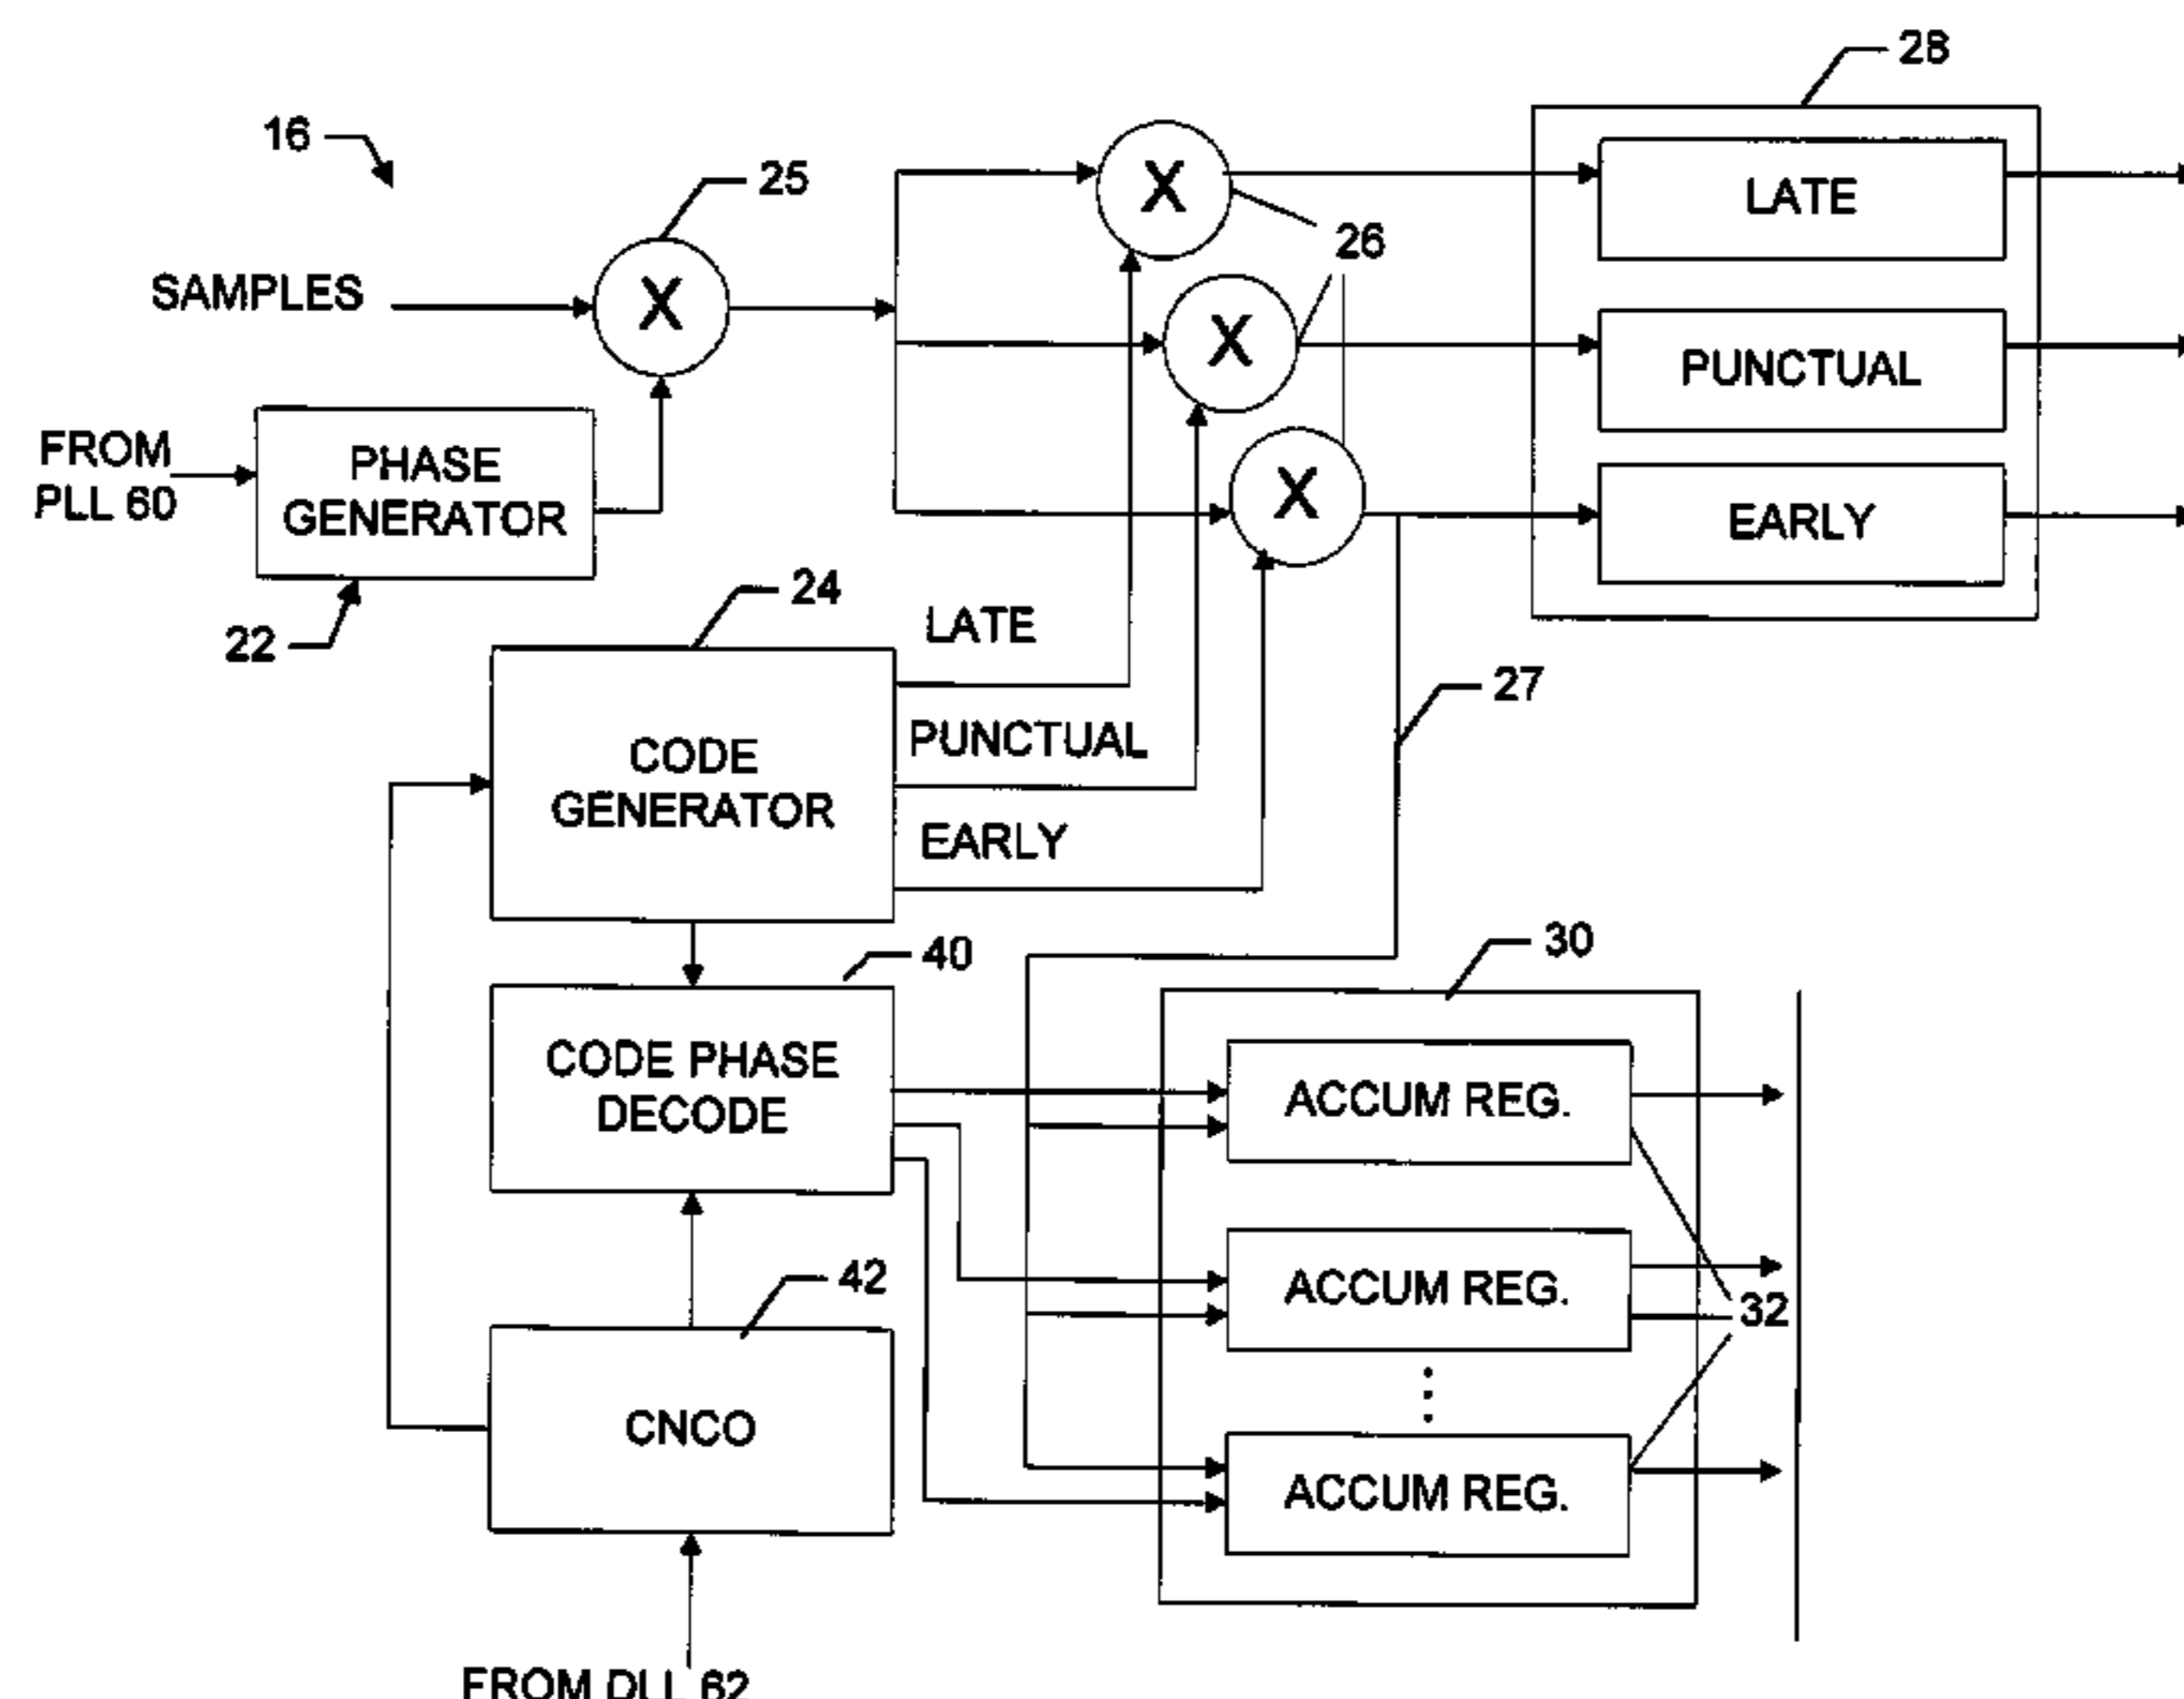 28
16
25
X
LATE
26
SAMPLES
X
X
PUNCTUAL
FROM
PLL 60
PHASE
GENERATOR
X
EARLY
22
24
LATE
27
PUNCTUAL
CODE
GENERATOR
EARLY
40
30
CODE PHASE
DECODE
ACCUM REG.
42
ACCUM REG.
32
CNCO
ACCUM REG.
FROM DLL 62